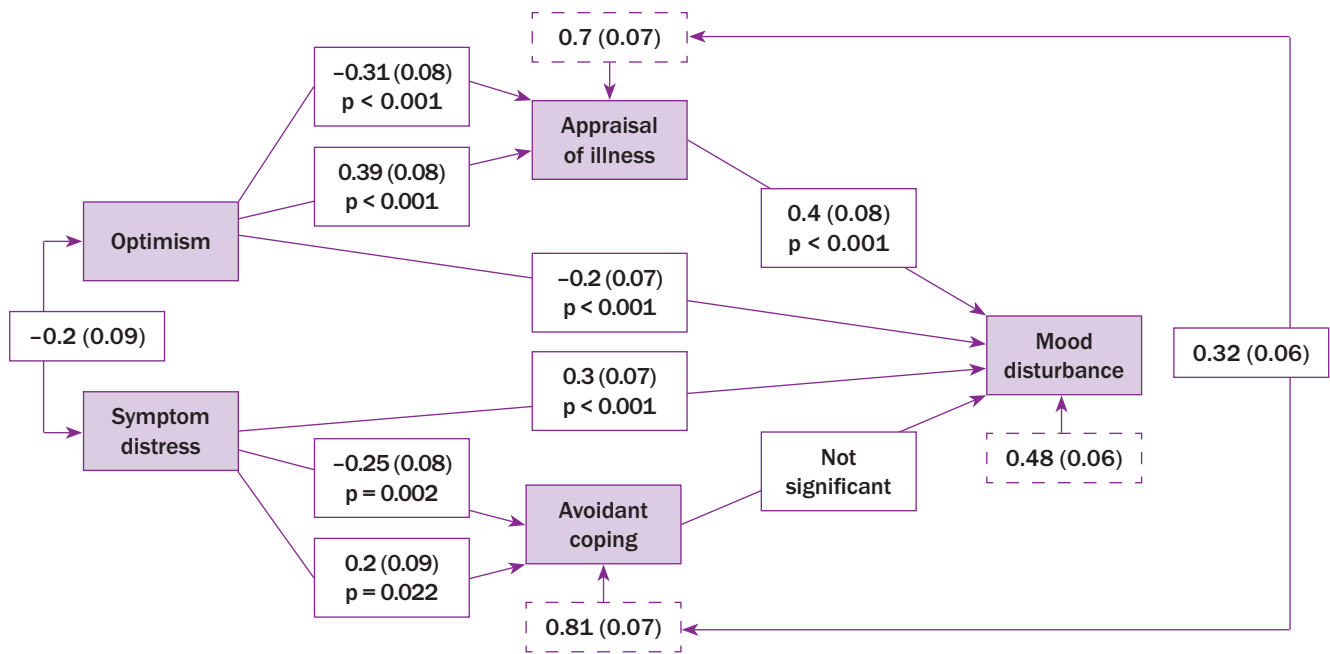 0.7 (0.07)
–0.31 (0.08)
p < 0.001
Appraisal
of illness
0.39 (0.08)
p < 0.001
0.4 (0.08)
p < 0.001
Optimism
–0.2 (0.07)
p < 0.001
–0.2 (0.09)
Mood
disturbance
0.32 (0.06)
0.3 (0.07)
p < 0.001
Symptom
distress
–0.25 (0.08)
p = 0.002
Not
significant
0.48 (0.06)
Avoidant
coping
0.2 (0.09)
p = 0.022
0.81 (0.07)